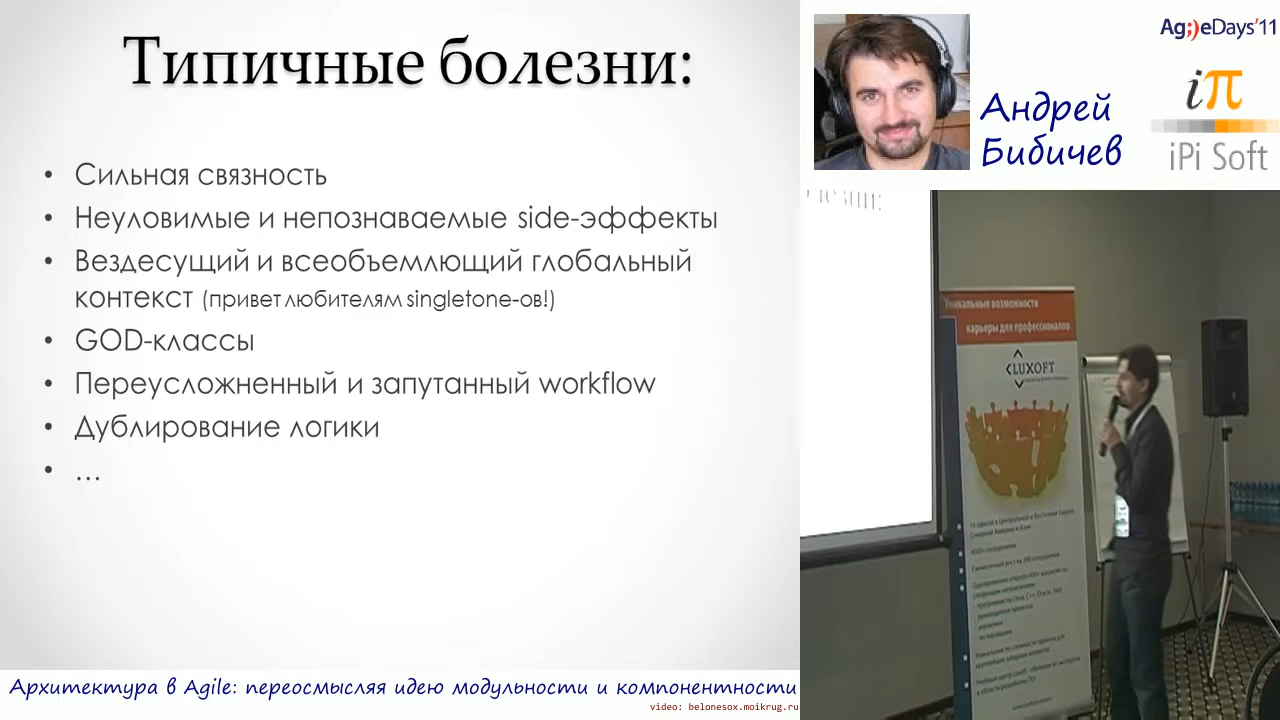 Типичные болезни:
• Сильная связность
• Неуловимые и непознаваемые side-эффекты
• Вездесущий и всеобъемлющий глобальный
контекст (привет любителям singletone-ов!)
• GOD-классы
• Переусложненный и запутанный workflow
• Дублирование логики
• ...
Архитектура в Agile: переосмысляя идею модульности и компонентности
video: belonesox.moikrug.ru
Ag;)eDays'11
Андрей
Бибичев
iπ
iPi Soft
Уникальные возможности
карьеры для профессионалов
LUXOFT